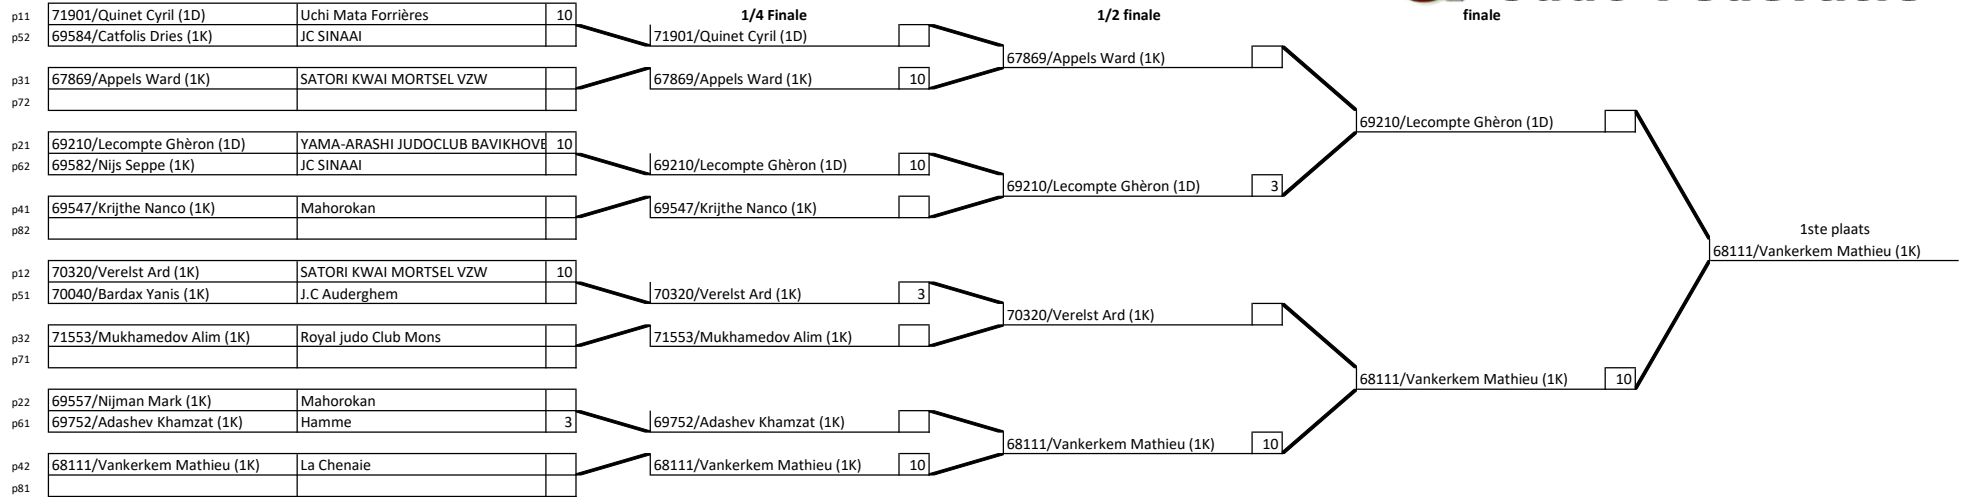 1/4 Finale 1/2 finale finale
p11 71901/Quinet Cyril (1D) Uchi Mata Forrières 10
p52 69584/Catfolis Dries (1K) JC SINAAI
71901/Quinet Cyril (1D)
67869/Appels Ward (1K)
p31 67869/Appels Ward (1K) SATORI KWAI MORTSEL VZW
67869/Appels Ward (1K) 10
p72
69210/Lecompte Ghèron (1D)
p21 69210/Lecompte Ghèron (1D) YAMA-ARASHI JUDOCLUB BAVIKHOVE 10
p62 69582/Nijs Seppe (1K) JC SINAAI
69210/Lecompte Ghèron (1D) 10
69210/Lecompte Ghèron (1D) 3
p41 69547/Krijthe Nanco (1K) Mahorokan
69547/Krijthe Nanco (1K)
p82
1ste plaats
68111/Vankerkem Mathieu (1K)
p12 70320/Verelst Ard (1K) SATORI KWAI MORTSEL VZW 10
p51 70040/Bardax Yanis (1K) J.C Auderghem
70320/Verelst Ard (1K) 3
70320/Verelst Ard (1K)
p32 71553/Mukhamedov Alim (1K) Royal judo Club Mons
71553/Mukhamedov Alim (1K)
p71
68111/Vankerkem Mathieu (1K) 10
p22 69557/Nijman Mark (1K) Mahorokan
p61 69752/Adashev Khamzat (1K) Hamme 3
69752/Adashev Khamzat (1K)
68111/Vankerkem Mathieu (1K) 10
p42 68111/Vankerkem Mathieu (1K) La Chenaie
68111/Vankerkem Mathieu (1K) 10
p81